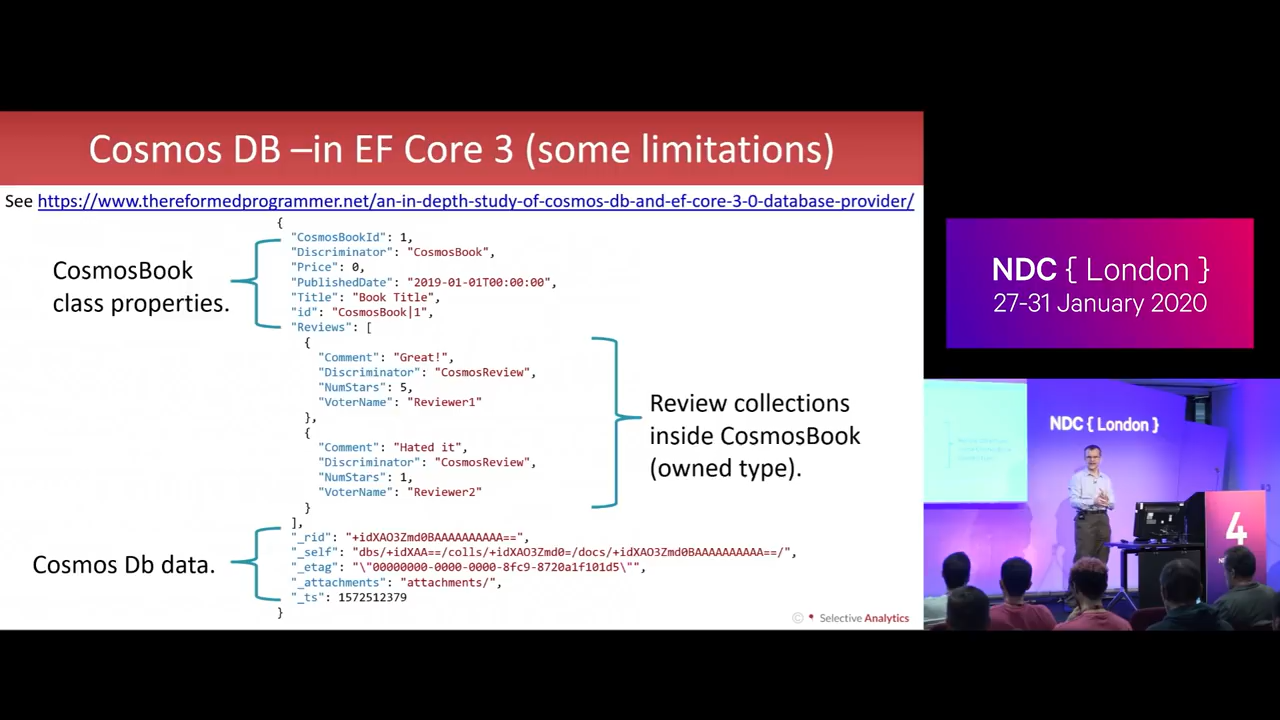 Cosmos DB –in EF Core 3 (some limitations)
See https://www.thereformedprogrammer.net/an-in-depth-study-of-cosmos-db-and-ef-core-3-0-database-provider/
CosmosBook
class properties.
{
"CosmosBookId": 1,
"Discriminator": "CosmosBook",
"Price": 0,
"PublishedDate": "2019-01-01T00:00:00",
"Title": "Book Title",
"id": "CosmosBook|1",
"Reviews": [
{
"Comment": "Great!",
"Discriminator": "CosmosReview",
"NumStars": 5,
"VoterName": "Reviewer1"
},
{
"Comment": "Hated it",
"Discriminator": "CosmosReview",
"NumStars": 1,
"VoterName": "Reviewer2"
}
],
"_rid": "+idXAO3Zmd0BAAAAAAAAAA==",
"_self": "dbs/+idXAA==/colls/+idXAO3Zmd0=/docs/+idXAO3Zmd0BAAAAAAAAAA==/",
"_etag": "\"00000000-0000-0000-8fc9-8720a1f101d5\"",
"_attachments": "attachments/",
"_ts": 1572512379
}
Review collections
inside CosmosBook
(owned type).
Cosmos Db data.
© Selective Analytics
NDC { London }
27-31 January 2020
NDC { London }
4